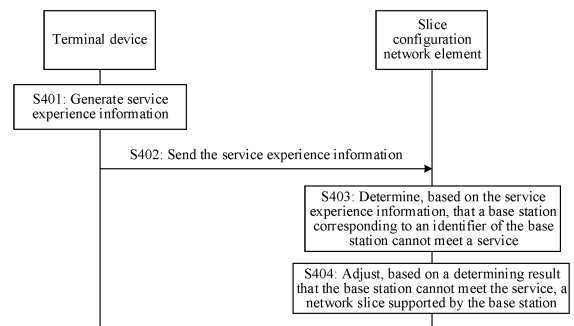 Terminal device
Slice
configuration
network element
S401: Generate service
experience information
S402: Send the service experience information
S403: Determine, based on the service
experience information, that a base station
corresponding to an identifier of the base
station cannot meet a service
S404: Adjust, based on a determining result
that the base station cannot meet the service, a
network slice supported by the base station